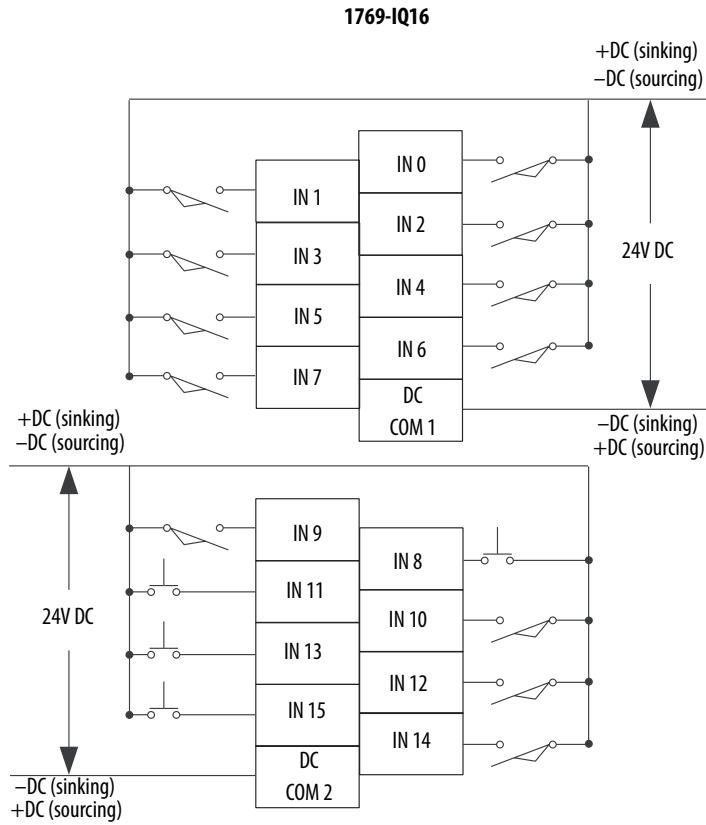 1769-IQ16
+DC (sinking)
−DC (sourcing)
IN 0
IN 1
IN 2
IN 3
24V DC
IN 4
IN 5
IN 6
IN 7
DC
COM 1
−DC (sinking)
+DC (sourcing)
+DC (sinking)
−DC (sourcing)
IN 9
IN 8
IN 11
24V DC
IN 10
IN 13
IN 12
IN 15
IN 14
DC
COM 2
−DC (sinking)
+DC (sourcing)